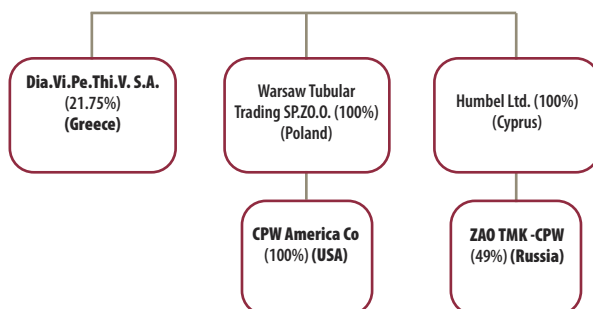 Dia.Vi.Pe.Thi.V. S.A.
(21.75%)
(Greece)
Warsaw Tubular
Trading SP.ZO.O. (100%)
(Poland)
Humbel Ltd. (100%)
(Cyprus)
CPW America Co
(100%) (USA)
ZAO TMK -CPW
(49%) (Russia)